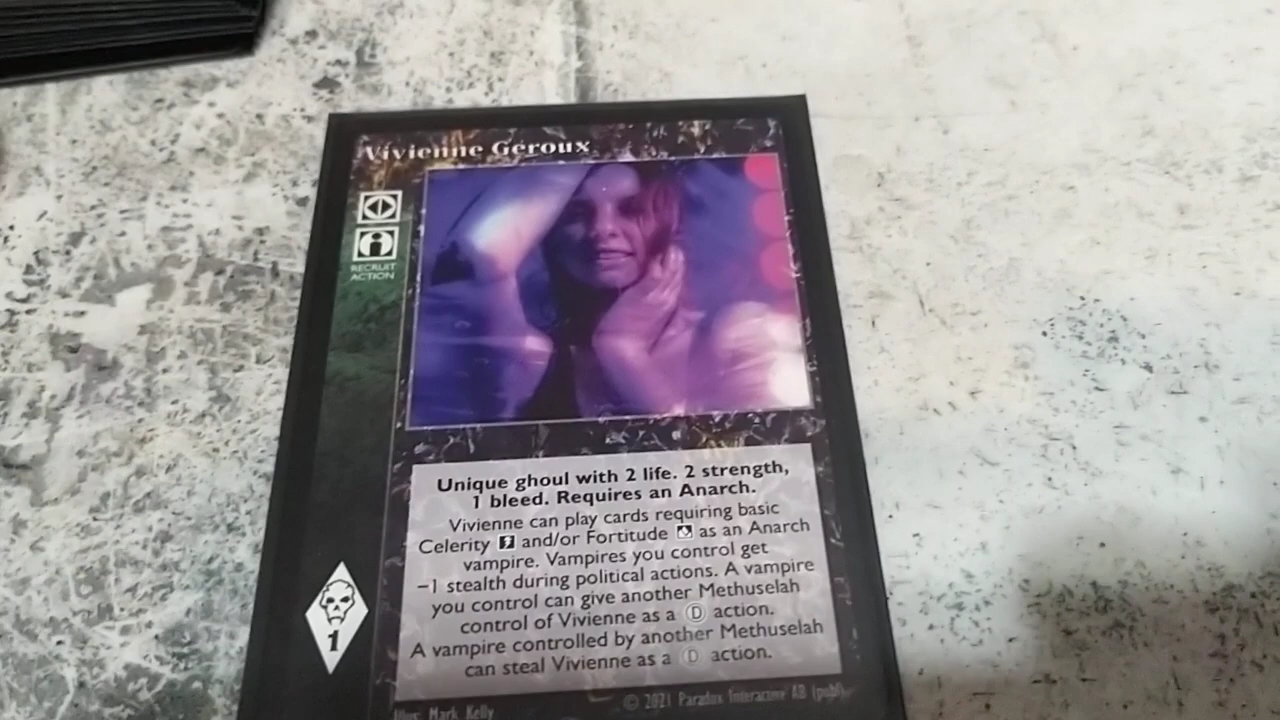 Vivienne Géroux
RECRUIT
ACTION
Unique ghoul with 2 life. 2 strength,
1 bleed. Requires an Anarch.
Vivienne can play cards requiring basic
Celerity and/or Fortitude as an Anarch
vampire. Vampires you control get
−1 stealth during political actions. A vampire
you control can give another Methuselah
control of Vivienne as a Ⓓ action.
A vampire controlled by another Methuselah
can steal Vivienne as a Ⓓ action.
1
© 2021 Paradox Interactive AB (publ)
Illus: Mark Kelly